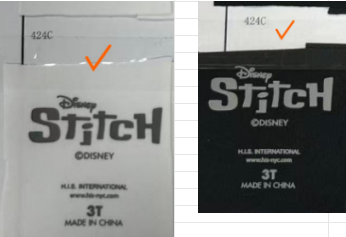 424C
Disney
Stitch
©DISNEY
H.I.S. INTERNATIONAL
www.his-nyc.com
3T
MADE IN CHINA
424C
Disney
Stitch
©DISNEY
H.I.S. INTERNATIONAL
www.his-nyc.com
3T
MADE IN CHINA